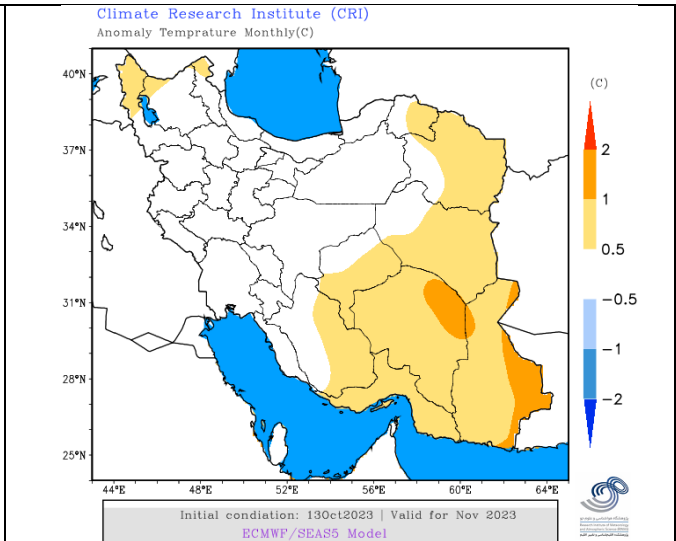 Climate Research Institute (CRI)
Anomaly Temprature Monthly(C)
(C)
40°N
37°N
34°N
31°N
28°N
25°N
2
1
0.5
−0.5
−1
−2
44°E
48°E
52°E
56°E
60°E
64°E
Initial condiation: 13Oct2023 | Valid for Nov 2023
ECMWF/SEAS5 Model